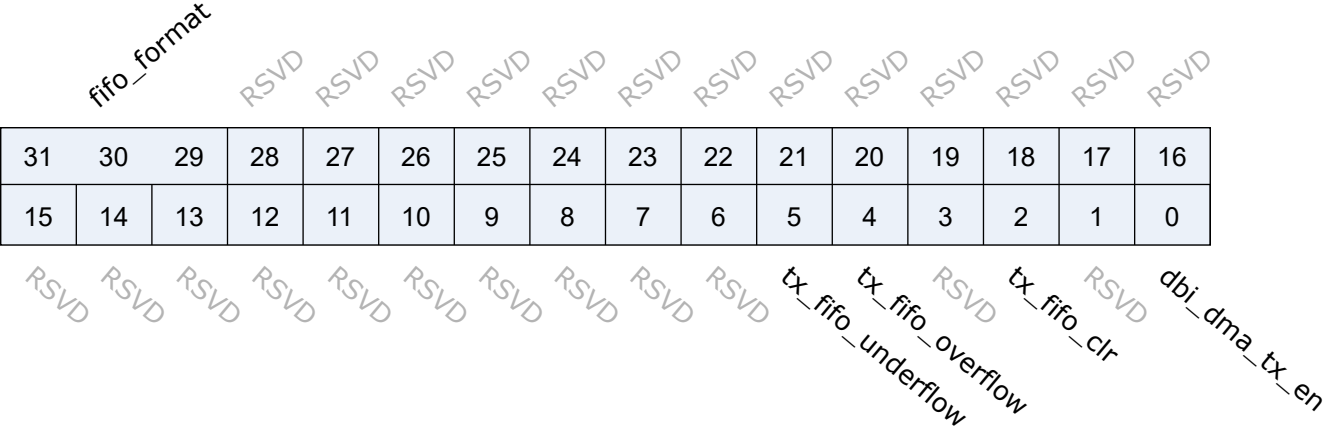 fifo_format RSVD RSVD RSVD RSVD RSVD RSVD RSVD RSVD RSVD RSVD RSVD RSVD RSVD
31 30 29 28 27 26 25 24 23 22 21 20 19 18 17 16
15 14 13 12 11 10 9 8 7 6 5 4 3 2 1 0
RSVD RSVD RSVD RSVD RSVD RSVD RSVD RSVD RSVD RSVD tx_fifo_underflow tx_fifo_overflow RSVD tx_fifo_clr RSVD dbi_dma_tx_en